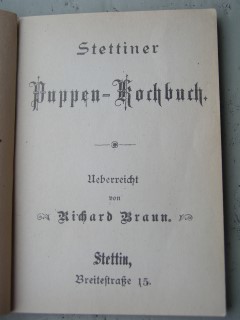 Stettiner
Puppen-Kochbuch.
Ueberreicht
von
Richard Braun.
Stettin,
Breitestraße 15.